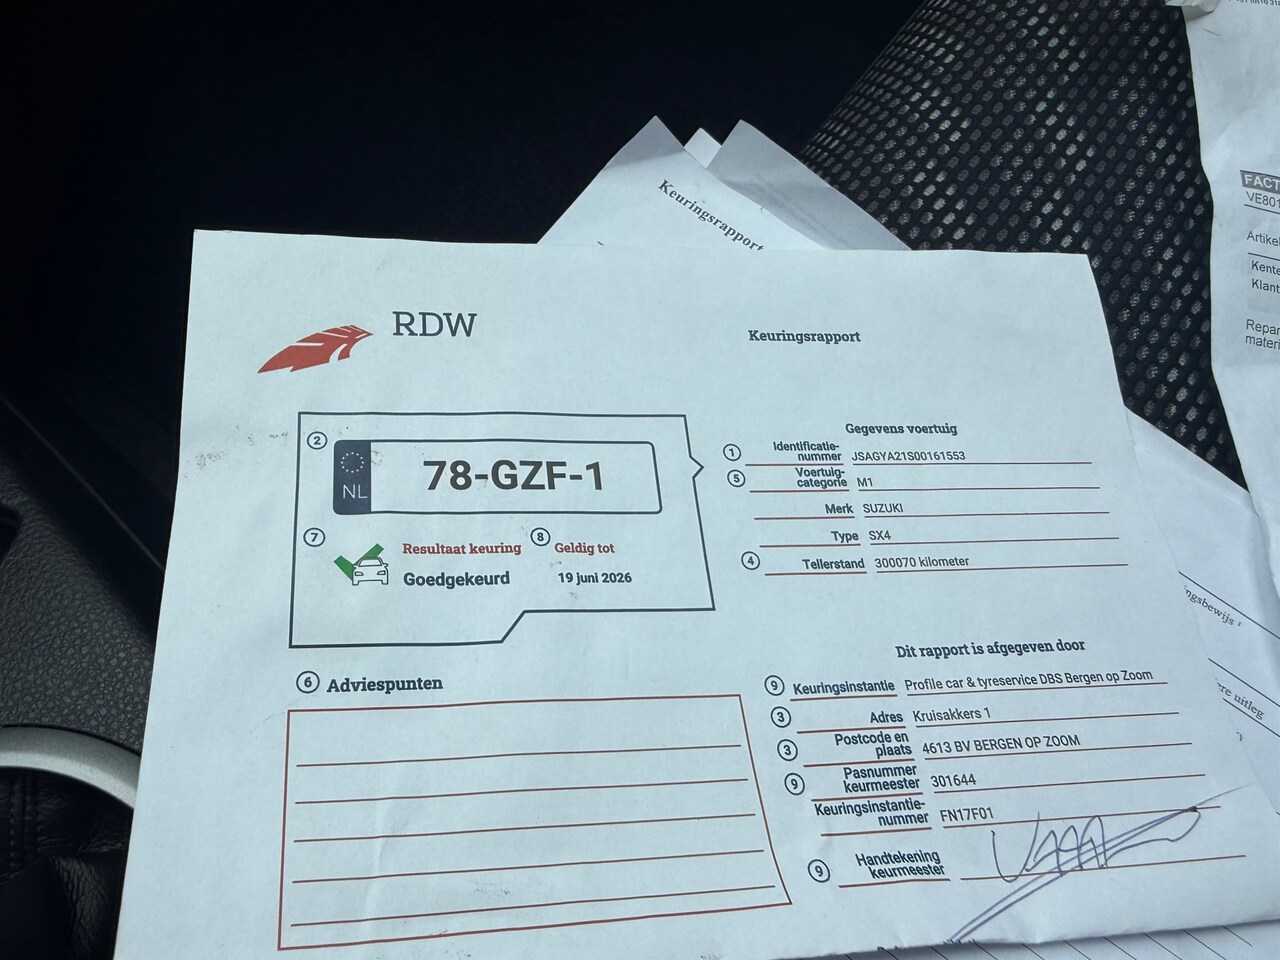 Keuringsrapport
FACT
VE801
Artike
Kente
Klant
Repar
materi
RDW
Keuringsrapport
2
NL
78-GZF-1
7
Resultaat keuring
Goedgekeurd
8
Geldig tot
19 juni 2026
Gegevens voertuig
1 Identificatie-
nummer JSAGYA21S00161553
5 Voertuig-
categorie M1
Merk SUZUKI
Type SX4
4 Tellerstand 300070 kilometer
6 Adviespunten
Dit rapport is afgegeven door
9 Keuringsinstantie Profile car & tyreservice DBS Bergen op Zoom
3 Adres Kruisakkers 1
3 Postcode en
plaats 4613 BV BERGEN OP ZOOM
9 Pasnummer
keurmeester 301644
Keuringsinstantie-
nummer FN17F01
9 Handtekening
keurmeester
ngsbewijs
re uitleg